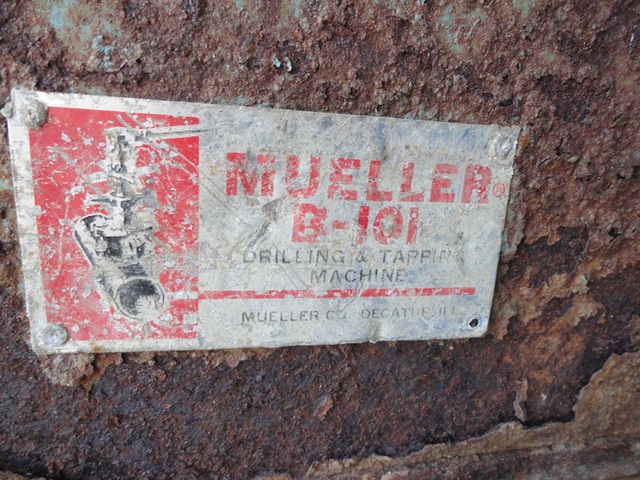 MUELLER®
B-101
DRILLING & TAPPING
MACHINE
MUELLER CO. DECATUR ILL.